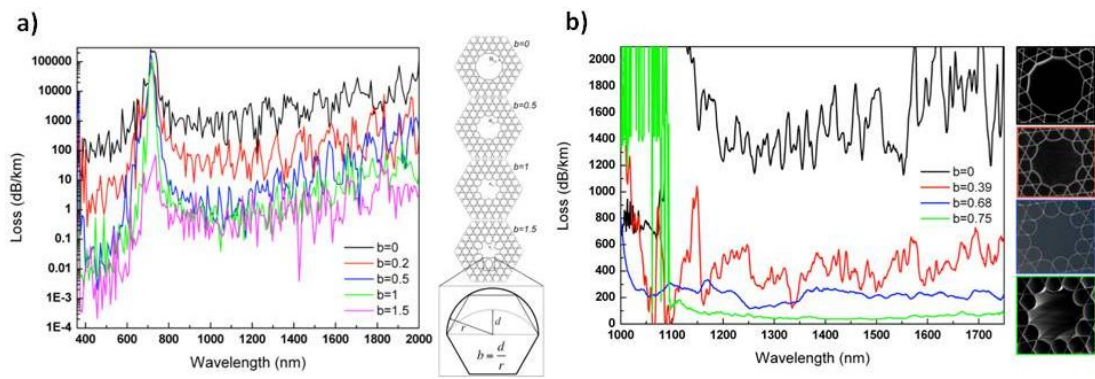 a)
Loss (dB/km)
100000
10000
1000
100
10
1
0.1
0.01
1E-3
1E-4
b=0
b=0.2
b=0.5
b=1
b=1.5
400 600 800 1000 1200 1400 1600 1800 2000
Wavelength (nm)
b=0
b=0.5
b=1
b=1.5
r
d
b = d/r
b)
Loss (dB/km)
2000
1800
1600
1400
1200
1000
800
600
400
200
0
b=0
b=0.39
b=0.68
b=0.75
1000 1100 1200 1300 1400 1500 1600 1700
Wavelength (nm)